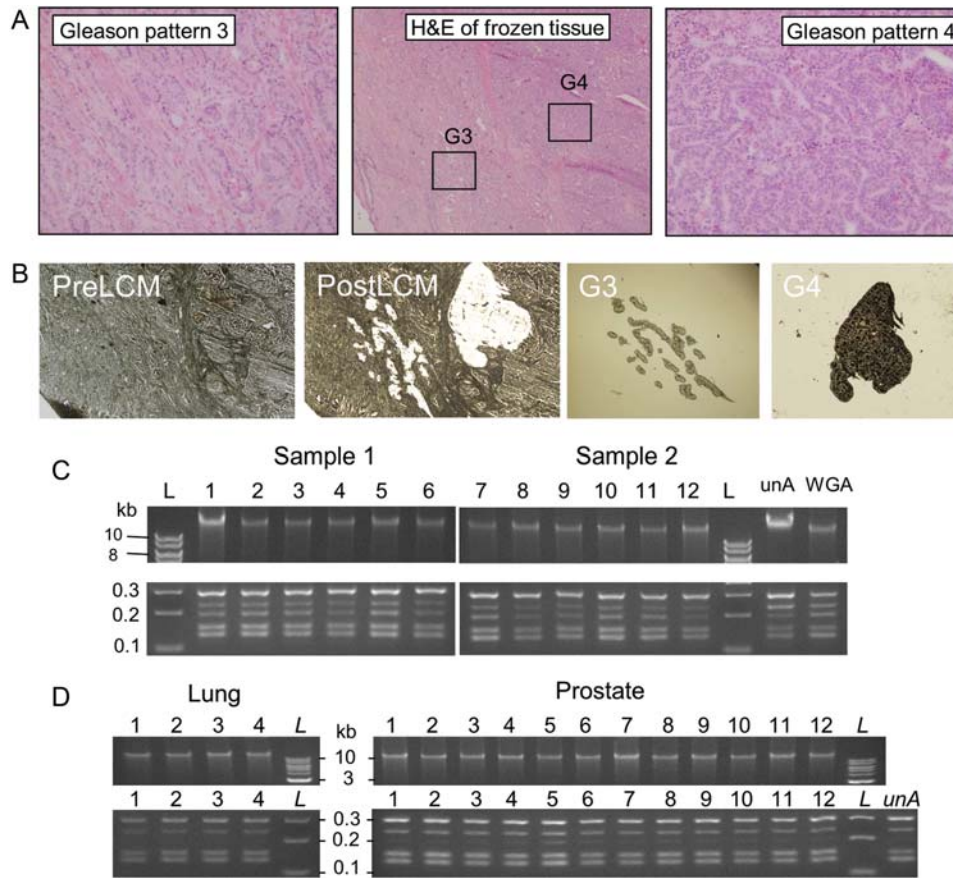 A
Gleason pattern 3
H&E of frozen tissue
Gleason pattern 4
G4
G3
B
PreLCM
PostLCM
G3
G4
C
Sample 1
Sample 2
L 1 2 3 4 5 6 7 8 9 10 11 12 L unA WGA
kb
10
8
0.3
0.2
0.1
D
Lung
Prostate
1 2 3 4 L kb 1 2 3 4 5 6 7 8 9 10 11 12 L
10
3
1 2 3 4 L 1 2 3 4 5 6 7 8 9 10 11 12 L unA
0.3
0.2
0.1